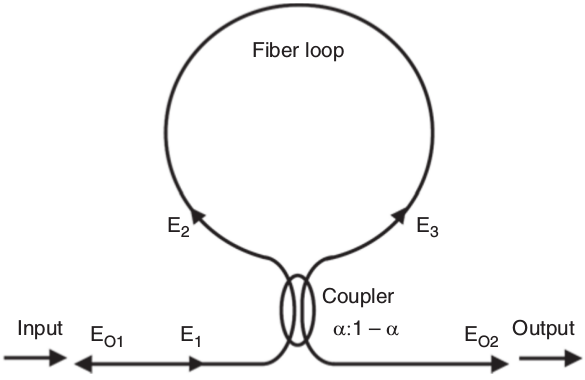 Fiber loop
E2
E3
Coupler
α:1 – α
Input
EO1
E1
EO2
Output